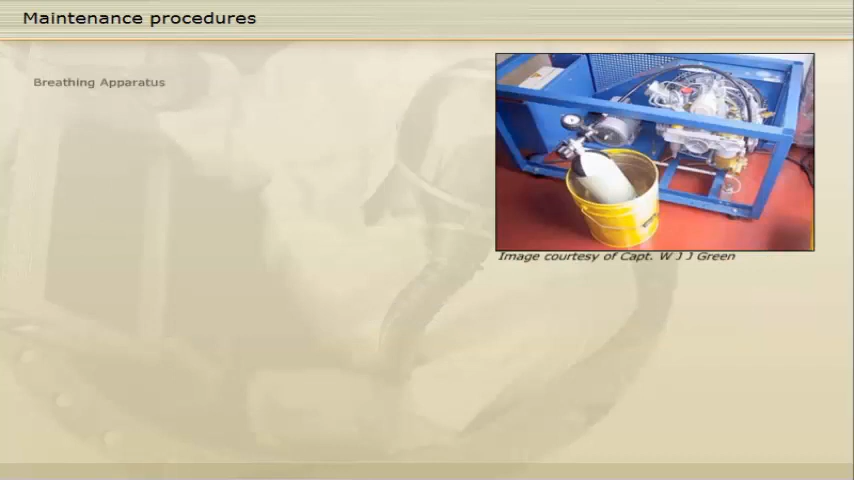 Maintenance procedures
Breathing Apparatus
Image courtesy of Capt. W J J Green